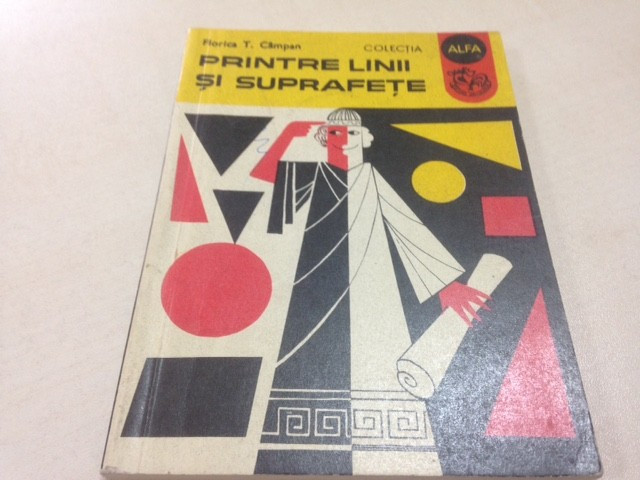 Florica T. Câmpan
COLECȚIA
ALFA
PRINTRE LINII
ȘI SUPRAFEȚE